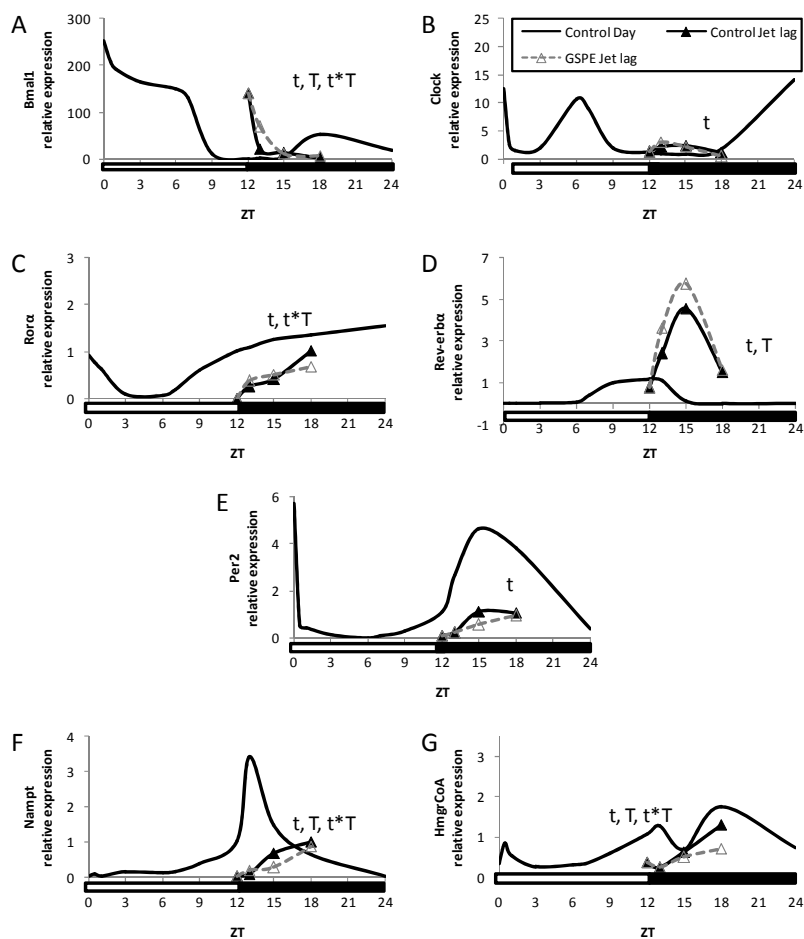 A
Bmal1
relative expression
300
200
100
0
t, T, t*T
0 3 6 9 12 15 18 21 24
ZT
B
Clock
relative expression
25
20
15
10
5
0
Control Day
Control Jet lag
GSPE Jet lag
t
0 3 6 9 12 15 18 21 24
ZT
C
Rorα
relative expression
3
2
1
0
t, t*T
0 3 6 9 12 15 18 21 24
ZT
D
Rev-erbα
relative expression
7
5
3
1
-1
t, T
0 3 6 9 12 15 18 21 24
ZT
E
Per2
relative expression
6
4
2
0
t
0 3 6 9 12 15 18 21 24
ZT
F
Nampt
relative expression
4
3
2
1
0
t, T, t*T
0 3 6 9 12 15 18 21 24
ZT
G
HmgrCoA
relative expression
3
2
1
0
t, T, t*T
0 3 6 9 12 15 18 21 24
ZT